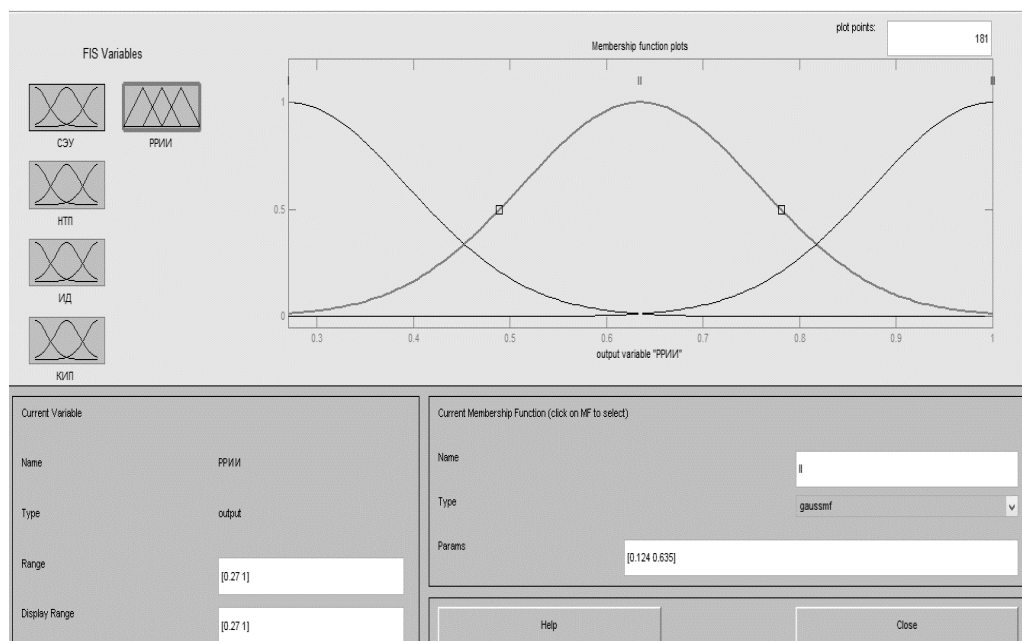 FIS Variables
СЭУ
РРИИ
НТП
ИД
КИП
Membership function plots
plot points:
181
I
II
III
1
0.5
0
0.3
0.4
0.5
0.6
0.7
0.8
0.9
1
output variable "РРИИ"
Current Variable
Name
РРИИ
Type
output
Range
[0.27 1]
Display Range
[0.27 1]
Current Membership Function (click on MF to select)
Name
II
Type
gaussmf
Params
[0.124 0.635]
Help
Close